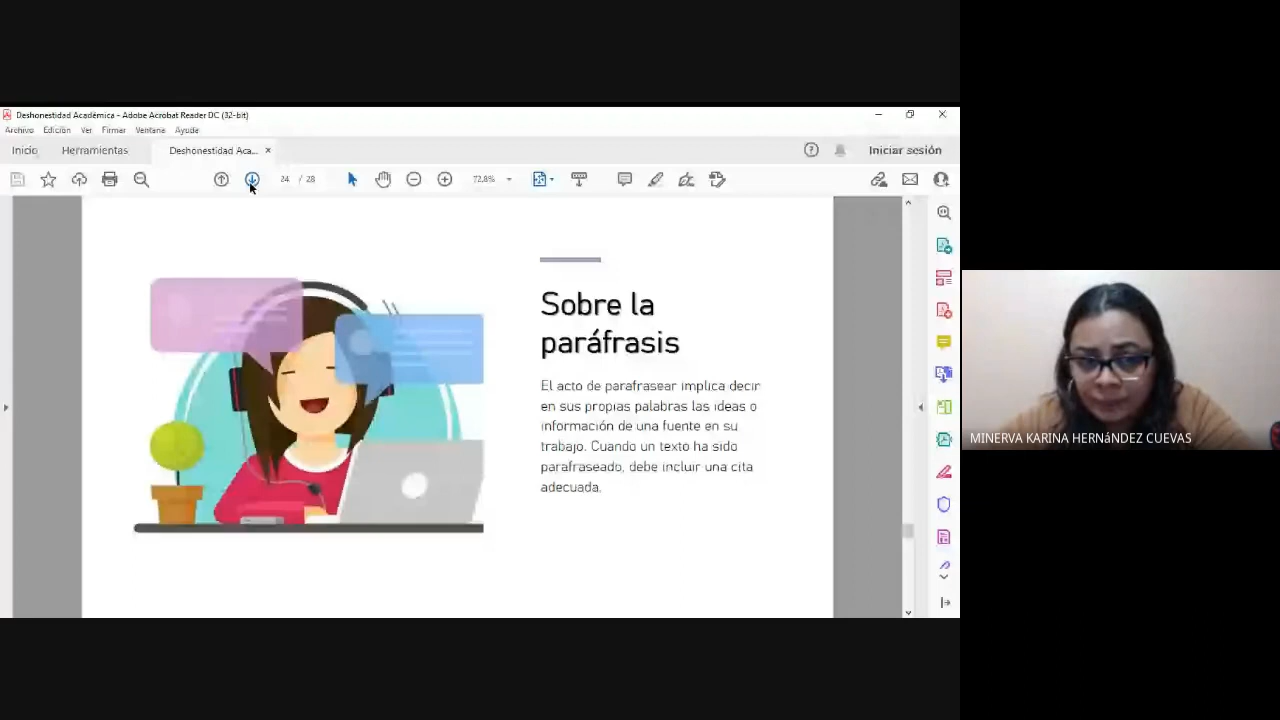 Deshonestidad Académica - Adobe Acrobat Reader DC (32-bit)
Archivo Edición Ver Firmar Ventana Ayuda
Inicio Herramientas Deshonestidad Aca... × Iniciar sesión
24 / 28 72.8%
Sobre la
paráfrasis
El acto de parafrasear implica decir
en sus propias palabras las ideas o
información de una fuente en su
trabajo. Cuando un texto ha sido
parafraseado, debe incluir una cita
adecuada.
MINERVA KARINA HERNáNDEZ CUEVAS